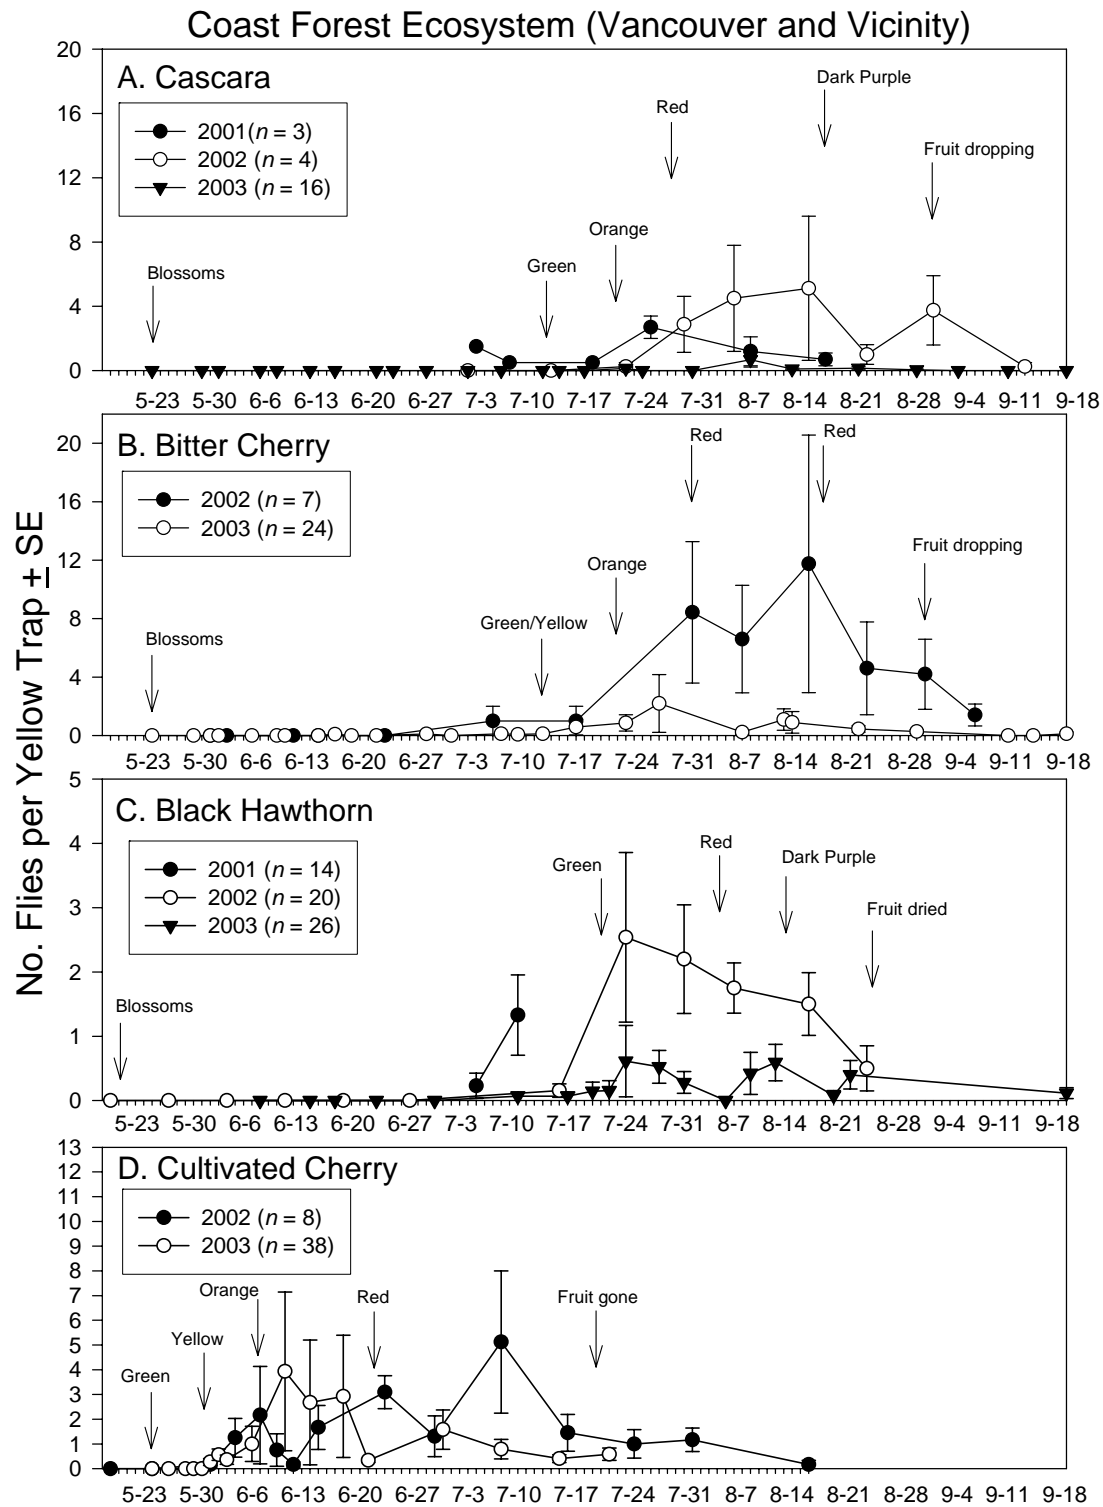 Coast Forest Ecosystem (Vancouver and Vicinity)
No. Flies per Yellow Trap ± SE
A. Cascara
2001(n = 3)
2002 (n = 4)
2003 (n = 16)
Blossoms
Green
Orange
Red
Dark Purple
Fruit dropping
20
16
12
8
4
0
5-23 5-30 6-6 6-13 6-20 6-27 7-3 7-10 7-17 7-24 7-31 8-7 8-14 8-21 8-28 9-4 9-11 9-18
B. Bitter Cherry
2002 (n = 7)
2003 (n = 24)
Blossoms
Green/Yellow
Orange
Red
Red
Fruit dropping
20
16
12
8
4
0
5-23 5-30 6-6 6-13 6-20 6-27 7-3 7-10 7-17 7-24 7-31 8-7 8-14 8-21 8-28 9-4 9-11 9-18
C. Black Hawthorn
2001 (n = 14)
2002 (n = 20)
2003 (n = 26)
Blossoms
Green
Red
Dark Purple
Fruit dried
5
4
3
2
1
0
5-23 5-30 6-6 6-13 6-20 6-27 7-3 7-10 7-17 7-24 7-31 8-7 8-14 8-21 8-28 9-4 9-11 9-18
D. Cultivated Cherry
2002 (n = 8)
2003 (n = 38)
Green
Yellow
Orange
Red
Fruit gone
13
12
11
10
9
8
7
6
5
4
3
2
1
0
5-23 5-30 6-6 6-13 6-20 6-27 7-3 7-10 7-17 7-24 7-31 8-7 8-14 8-21 8-28 9-4 9-11 9-18